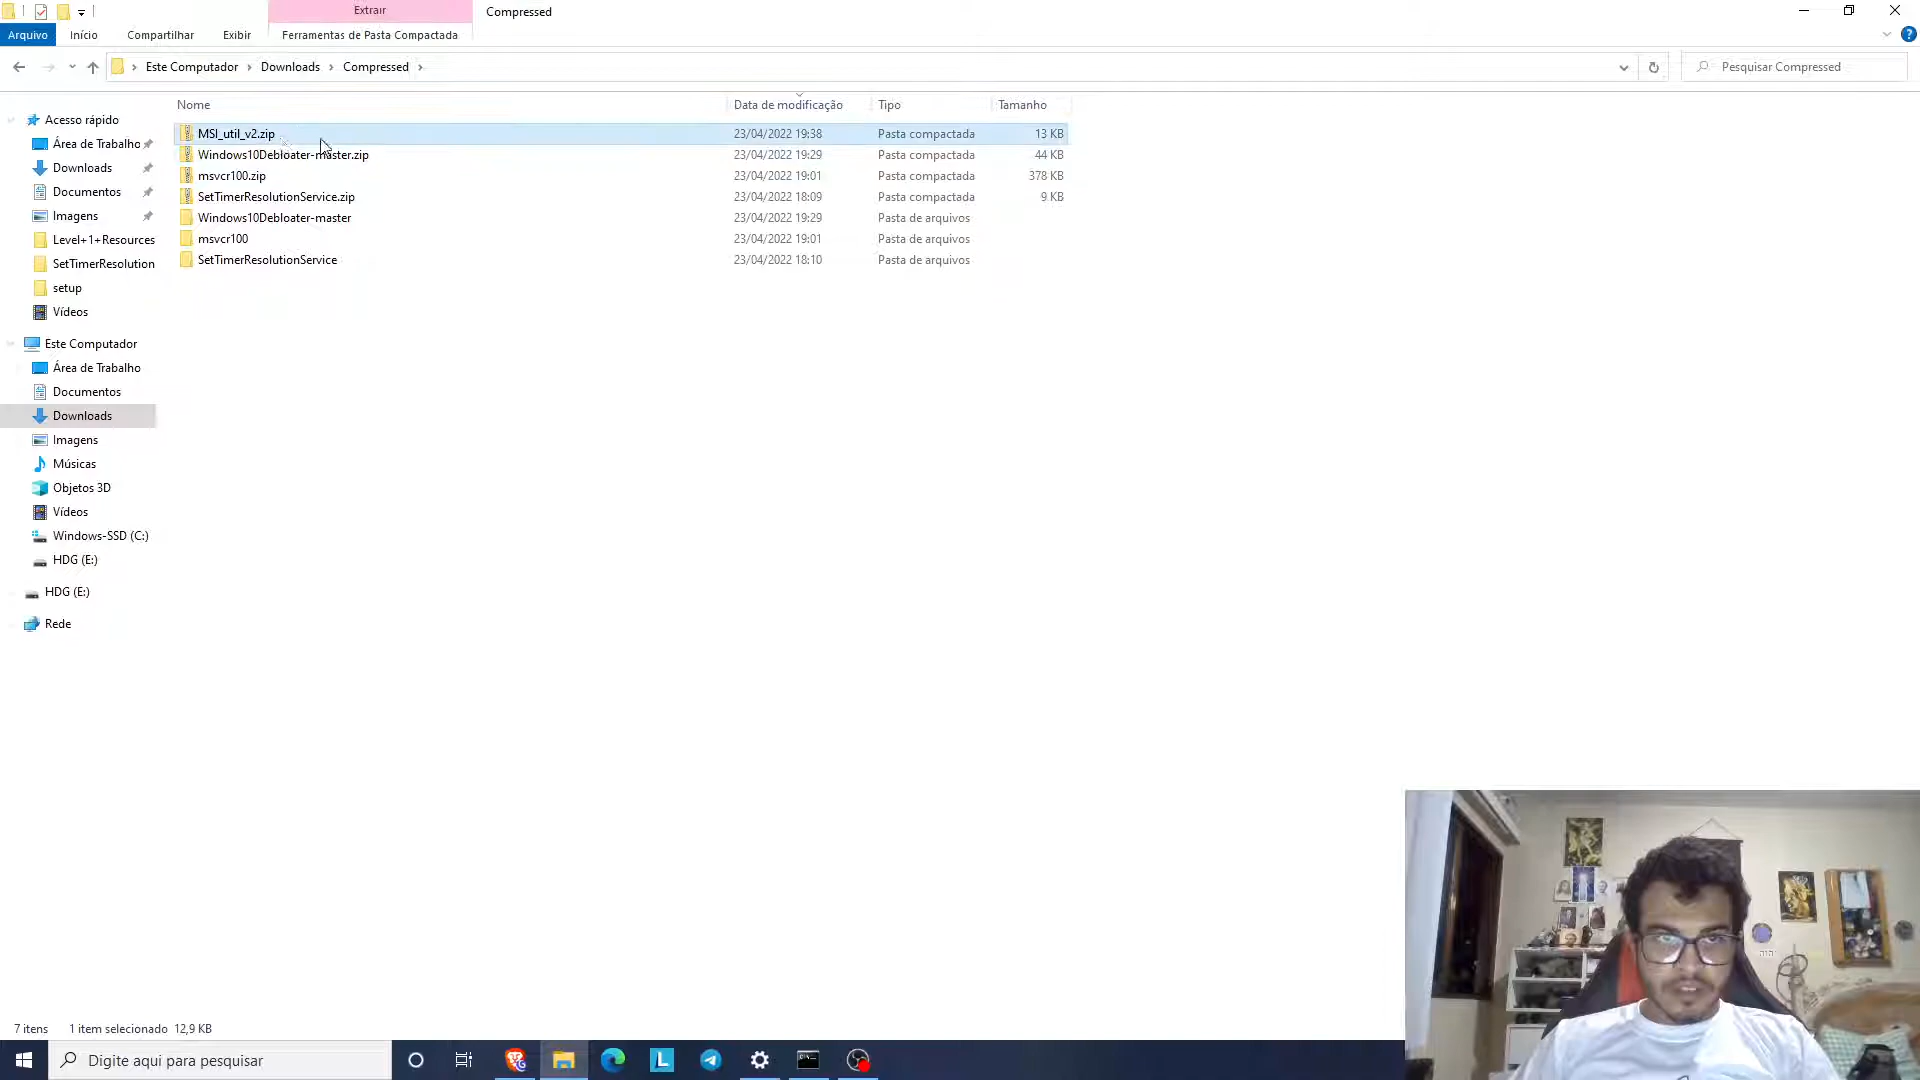 Extrair
Compressed
Arquivo
Início
Compartilhar
Exibir
Ferramentas de Pasta Compactada
Este Computador
Downloads
Compressed
Pesquisar Compressed
Nome
Data de modificação
Tipo
Tamanho
MSI_util_v2.zip
23/04/2022 19:38
Pasta compactada
13 KB
Windows10Debloater-master.zip
23/04/2022 19:29
Pasta compactada
44 KB
msvcr100.zip
23/04/2022 19:01
Pasta compactada
378 KB
SetTimerResolutionService.zip
23/04/2022 18:09
Pasta compactada
9 KB
Windows10Debloater-master
23/04/2022 19:29
Pasta de arquivos
msvcr100
23/04/2022 19:01
Pasta de arquivos
SetTimerResolutionService
23/04/2022 18:10
Pasta de arquivos
Acesso rápido
Área de Trabalho
Downloads
Documentos
Imagens
Level+1+Resources
SetTimerResolution
setup
Vídeos
Este Computador
Área de Trabalho
Documentos
Downloads
Imagens
Músicas
Objetos 3D
Vídeos
Windows-SSD (C:)
HDG (E:)
HDG (E:)
Rede
7 itens
1 item selecionado 12,9 KB
Digite aqui para pesquisar
L
יהוה